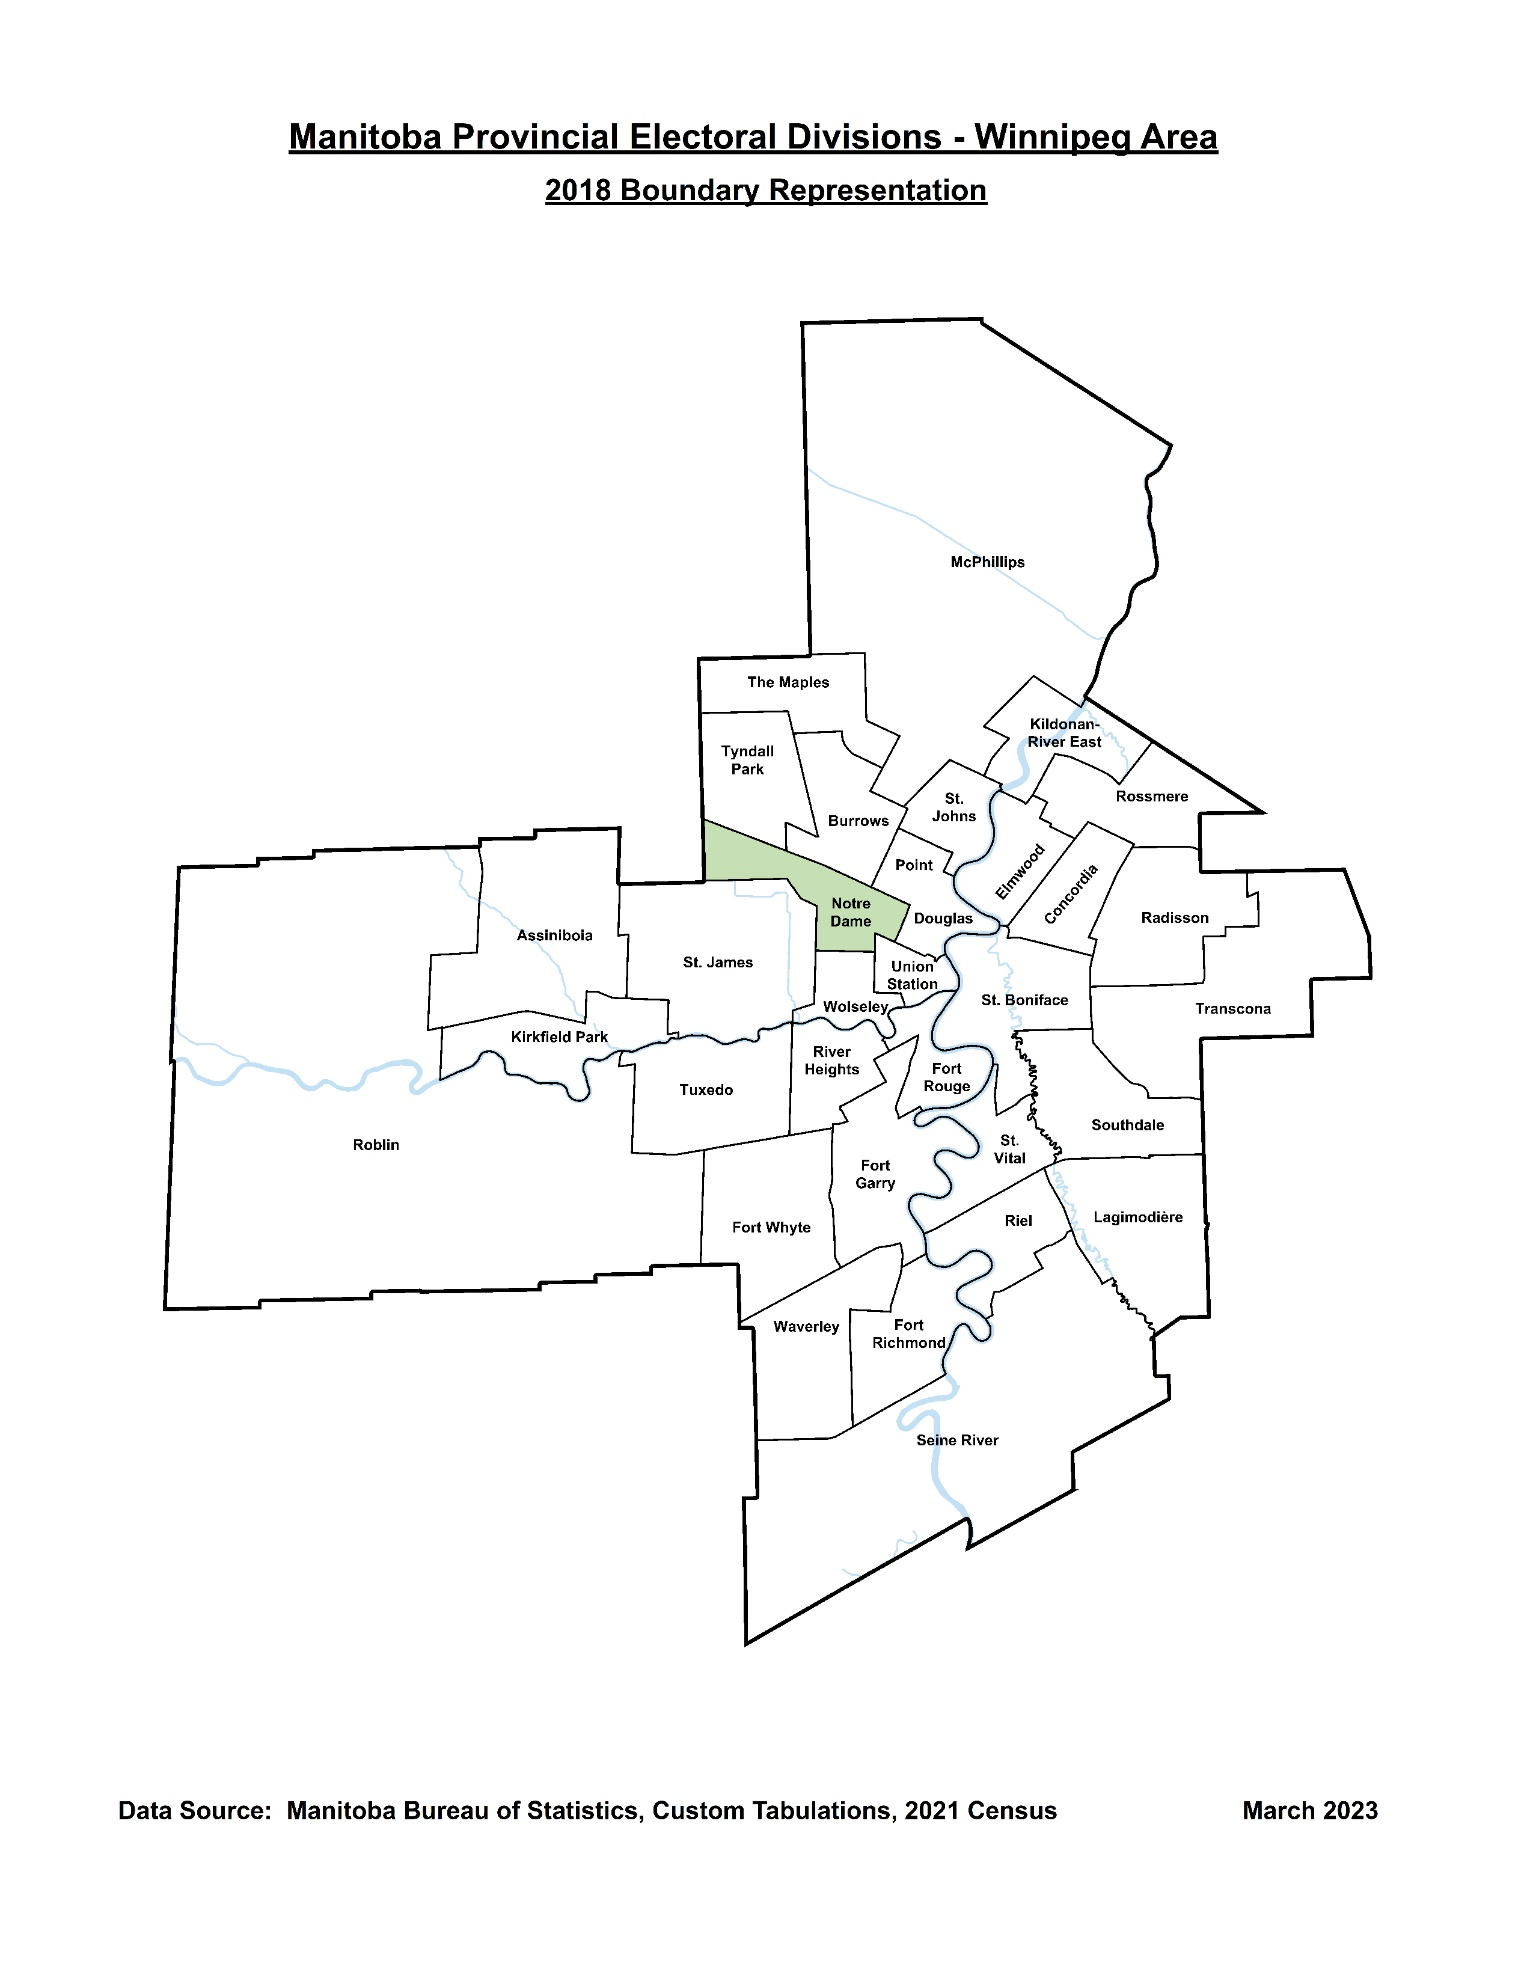 Manitoba Provincial Electoral Divisions - Winnipeg Area
2018 Boundary Representation
McPhillips
The Maples
Kildonan-
River East
Tyndall
Park
Rossmere
St.
Johns
Burrows
Point
Elmwood
Concordia
Notre
Dame
Douglas
Radisson
Assiniboia
St. James
Union
Station
St. Boniface
Wolseley
Transcona
Kirkfield Park
River
Heights
Fort
Rouge
Tuxedo
Southdale
Roblin
St.
Vital
Fort
Garry
Lagimodière
Riel
Fort Whyte
Waverley
Fort
Richmond
Seine River
Data Source:  Manitoba Bureau of Statistics, Custom Tabulations, 2021 Census
March 2023